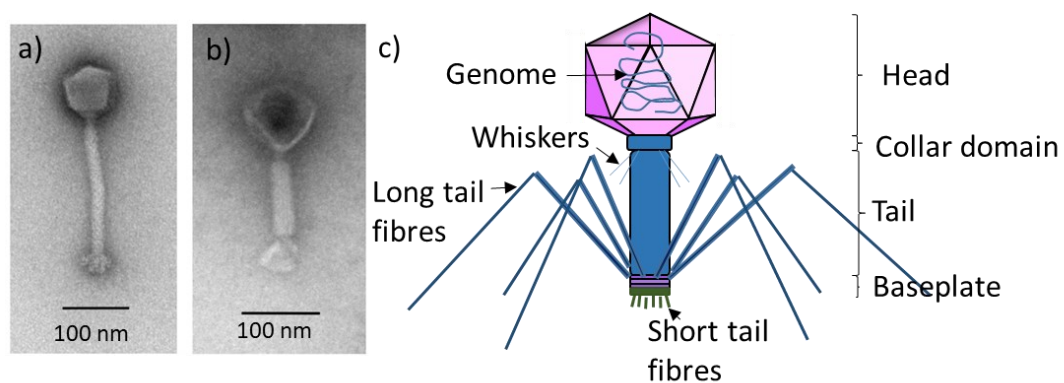 a)
100 nm
b)
100 nm
c)
Genome
Whiskers
Long tail
fibres
Short tail
fibres
Head
Collar domain
Tail
Baseplate